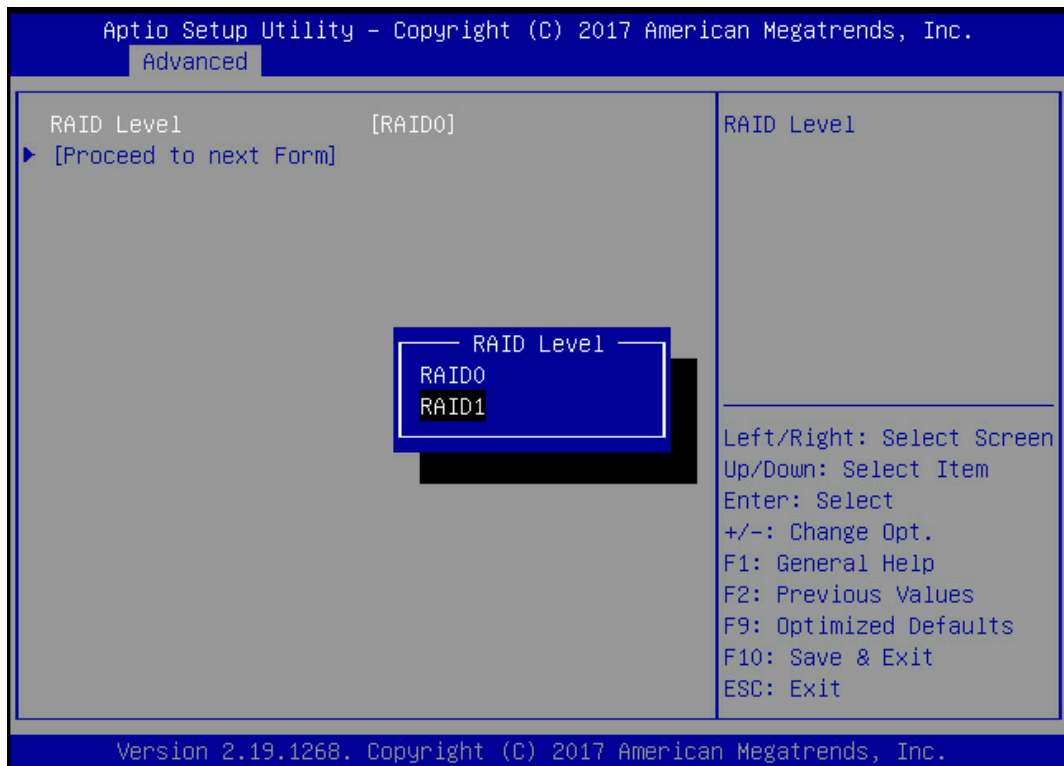 Aptio Setup Utility – Copyright (C) 2017 American Megatrends, Inc.
Advanced
RAID Level [RAID0]
[Proceed to next Form]
RAID Level
RAID Level
RAID0
RAID1
Left/Right: Select Screen
Up/Down: Select Item
Enter: Select
+/-: Change Opt.
F1: General Help
F2: Previous Values
F9: Optimized Defaults
F10: Save & Exit
ESC: Exit
Version 2.19.1268. Copyright (C) 2017 American Megatrends, Inc.